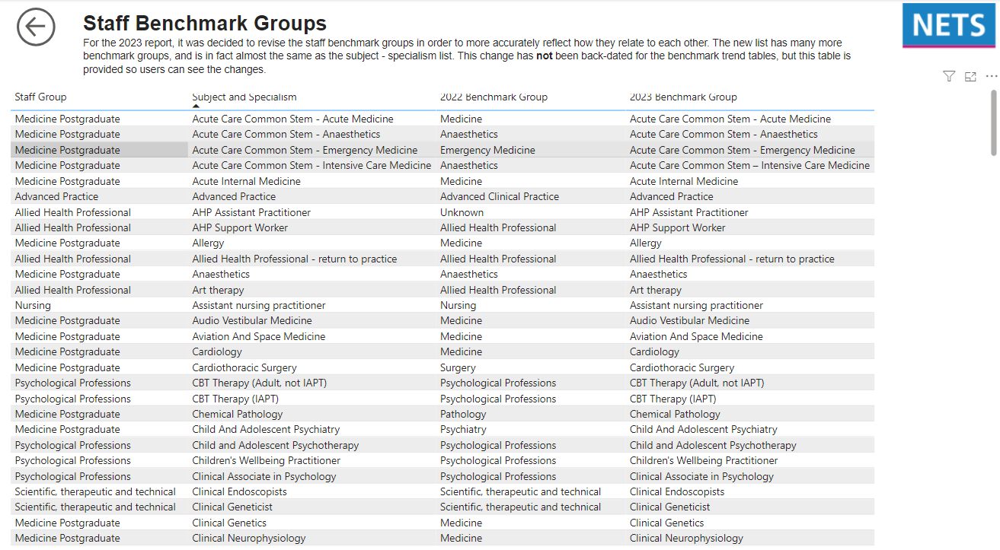 Staff Benchmark Groups
NETS
For the 2023 report, it was decided to revise the staff benchmark groups in order to more accurately reflect how they relate to each other. The new list has many more
benchmark groups, and is in fact almost the same as the subject - specialism list. This change has not been back-dated for the benchmark trend tables, but this table is
provided so users can see the changes.
Staff Group Subject and Specialism 2022 Benchmark Group 2023 Benchmark Group
Medicine Postgraduate Acute Care Common Stem - Acute Medicine Medicine Acute Care Common Stem - Acute Medicine
Medicine Postgraduate Acute Care Common Stem - Anaesthetics Anaesthetics Acute Care Common Stem - Anaesthetics
Medicine Postgraduate Acute Care Common Stem - Emergency Medicine Emergency Medicine Acute Care Common Stem - Emergency Medicine
Medicine Postgraduate Acute Care Common Stem - Intensive Care Medicine Anaesthetics Acute Care Common Stem – Intensive Care Medicine
Medicine Postgraduate Acute Internal Medicine Medicine Acute Internal Medicine
Advanced Practice Advanced Practice Advanced Clinical Practice Advanced Practice
Allied Health Professional AHP Assistant Practitioner Unknown AHP Assistant Practitioner
Allied Health Professional AHP Support Worker Allied Health Professional AHP Support Worker
Medicine Postgraduate Allergy Medicine Allergy
Allied Health Professional Allied Health Professional - return to practice Allied Health Professional Allied Health Professional - return to practice
Medicine Postgraduate Anaesthetics Anaesthetics Anaesthetics
Allied Health Professional Art therapy Allied Health Professional Art therapy
Nursing Assistant nursing practitioner Nursing Assistant nursing practitioner
Medicine Postgraduate Audio Vestibular Medicine Medicine Audio Vestibular Medicine
Medicine Postgraduate Aviation And Space Medicine Medicine Aviation And Space Medicine
Medicine Postgraduate Cardiology Medicine Cardiology
Medicine Postgraduate Cardiothoracic Surgery Surgery Cardiothoracic Surgery
Psychological Professions CBT Therapy (Adult, not IAPT) Psychological Professions CBT Therapy (Adult, not IAPT)
Psychological Professions CBT Therapy (IAPT) Psychological Professions CBT Therapy (IAPT)
Medicine Postgraduate Chemical Pathology Pathology Chemical Pathology
Medicine Postgraduate Child And Adolescent Psychiatry Psychiatry Child And Adolescent Psychiatry
Psychological Professions Child and Adolescent Psychotherapy Psychological Professions Child and Adolescent Psychotherapy
Psychological Professions Children's Wellbeing Practitioner Psychological Professions Children's Wellbeing Practitioner
Psychological Professions Clinical Associate in Psychology Psychological Professions Clinical Associate in Psychology
Scientific, therapeutic and technical Clinical Endoscopists Scientific, therapeutic and technical Clinical Endoscopists
Scientific, therapeutic and technical Clinical Geneticist Scientific, therapeutic and technical Clinical Geneticist
Medicine Postgraduate Clinical Genetics Medicine Clinical Genetics
Medicine Postgraduate Clinical Neurophysiology Medicine Clinical Neurophysiology